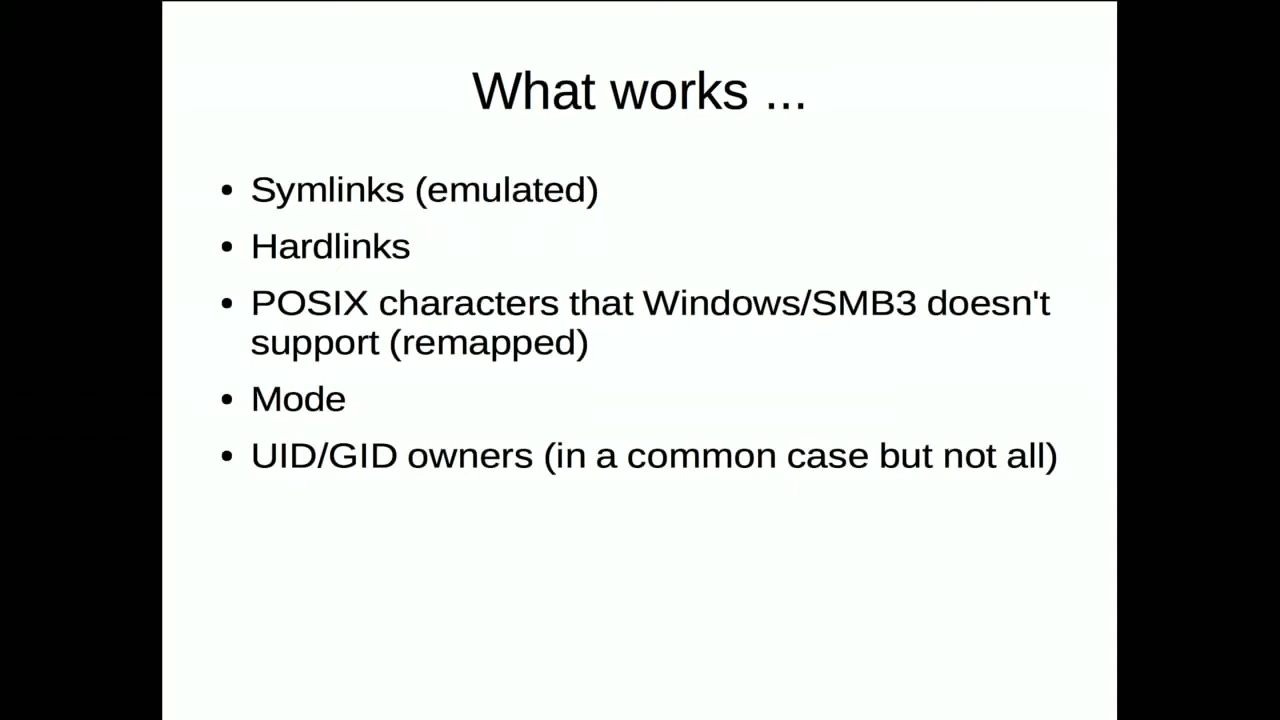 What works ...
• Symlinks (emulated)
• Hardlinks
• POSIX characters that Windows/SMB3 doesn't
support (remapped)
• Mode
• UID/GID owners (in a common case but not all)